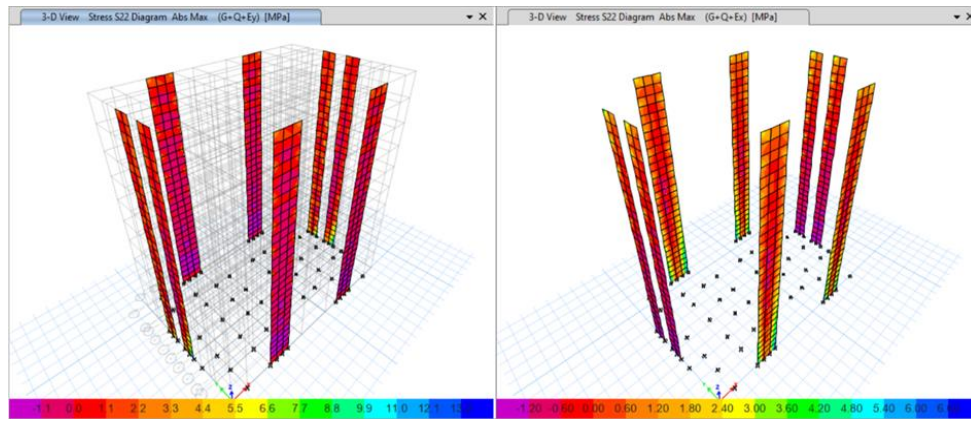 3-D View Stress S22 Diagram Abs Max (G+Q+Ey) [MPa]
3-D View Stress S22 Diagram Abs Max (G+Q+Ex) [MPa]
-1.1 0.0 1.1 2.2 3.3 4.4 5.5 6.6 7.7 8.8 9.9 11.0 12.1
-1.20 -0.60 0.00 0.60 1.20 1.80 2.40 3.00 3.60 4.20 4.80 5.40 6.00